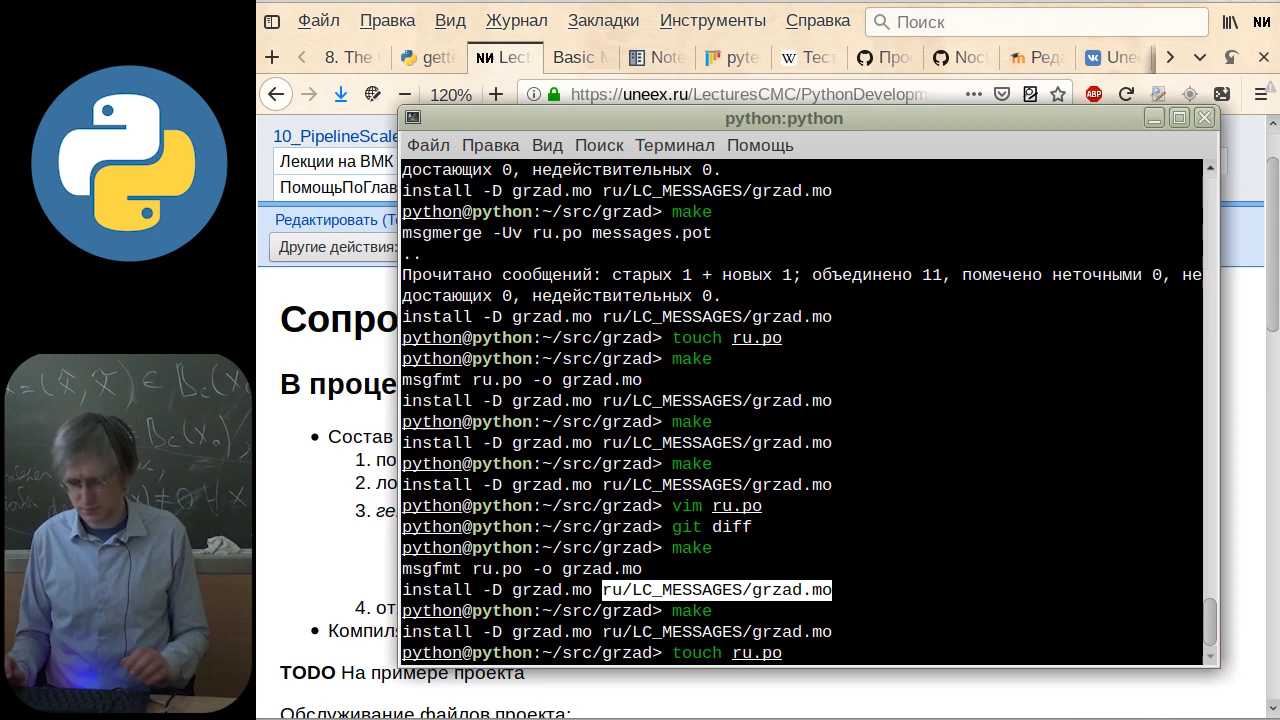 Файл Правка Вид Журнал Закладки Инструменты Справка Поиск
8. The gett Lect Basic M Note pyte Тест Про Noch Реда Unee
120% https://uneex.ru/LecturesCMC/PythonDevelopm
10_PipelineScale
Лекции на ВМК
ПомощьПоГлав
Редактировать (Те
Другие действия:
Сопро
В проце
Состав
1. по
2. ло
3. ге
4. от
Компиля
TODO На примере проекта
Обслуживание файлов проекта:
python:python
Файл Правка Вид Поиск Терминал Помощь
достающих 0, недействительных 0.
install -D grzad.mo ru/LC_MESSAGES/grzad.mo
python@python:~/src/grzad> make
msgmerge -Uv ru.po messages.pot
..
Прочитано сообщений: старых 1 + новых 1; объединено 11, помечено неточными 0, не
достающих 0, недействительных 0.
install -D grzad.mo ru/LC_MESSAGES/grzad.mo
python@python:~/src/grzad> touch ru.po
python@python:~/src/grzad> make
msgfmt ru.po -o grzad.mo
install -D grzad.mo ru/LC_MESSAGES/grzad.mo
python@python:~/src/grzad> make
install -D grzad.mo ru/LC_MESSAGES/grzad.mo
python@python:~/src/grzad> make
install -D grzad.mo ru/LC_MESSAGES/grzad.mo
python@python:~/src/grzad> vim ru.po
python@python:~/src/grzad> git diff
python@python:~/src/grzad> make
msgfmt ru.po -o grzad.mo
install -D grzad.mo ru/LC_MESSAGES/grzad.mo
python@python:~/src/grzad> make
install -D grzad.mo ru/LC_MESSAGES/grzad.mo
python@python:~/src/grzad> touch ru.po